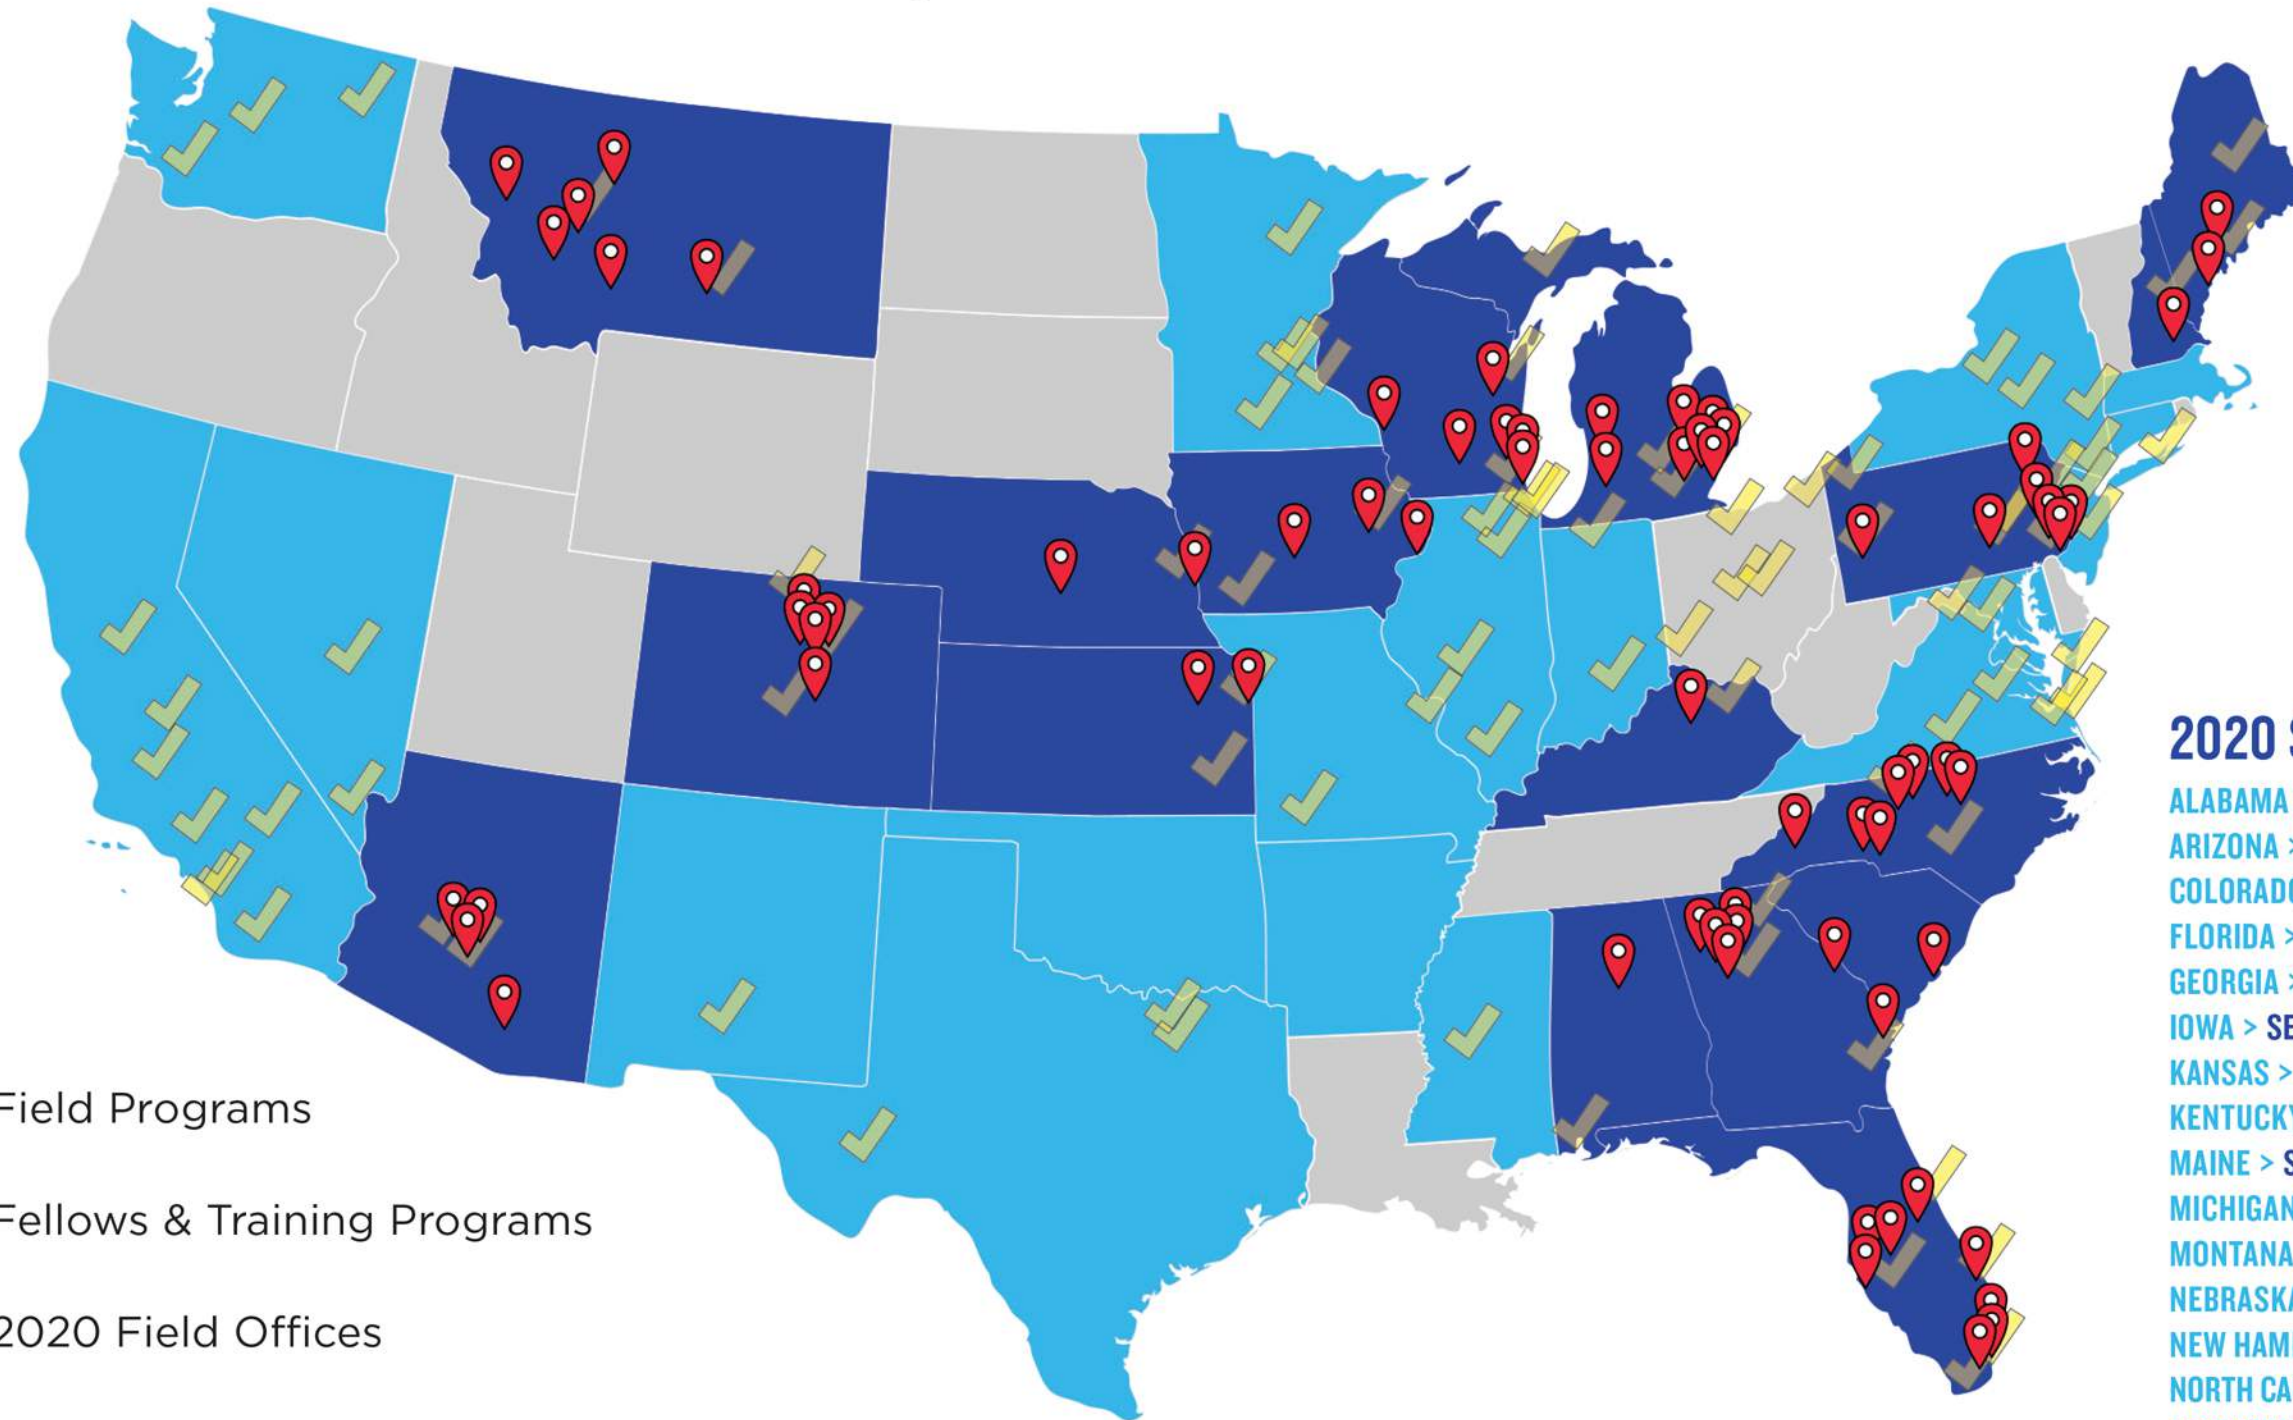 Field Programs
Fellows & Training Programs
2020 Field Offices
2020
ALABAMA
ARIZONA >
COLORADO
FLORIDA >
GEORGIA >
IOWA > SE
KANSAS >
KENTUCKY
MAINE > S
MICHIGAN
MONTANA
NEBRASKA
NEW HAM
NORTH CA